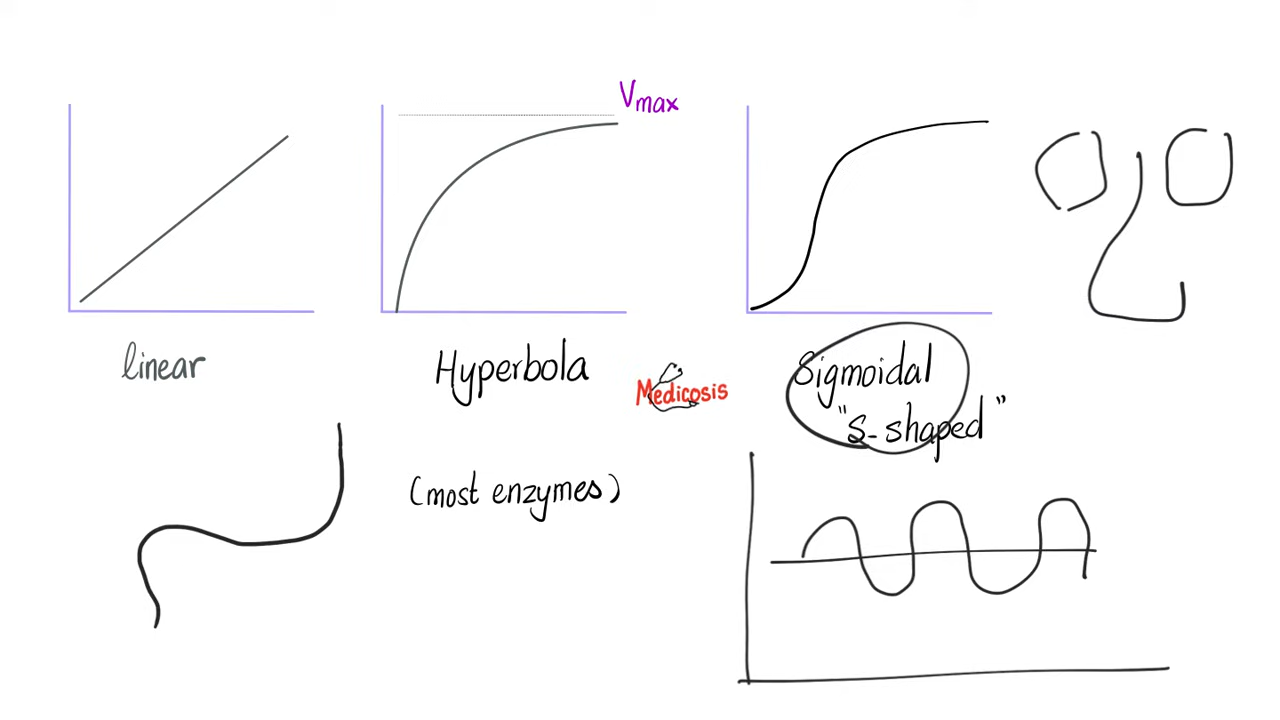 Vmax
linear
Hyperbola
Medicosis
Sigmoidal
"S-shaped"
(most enzymes)